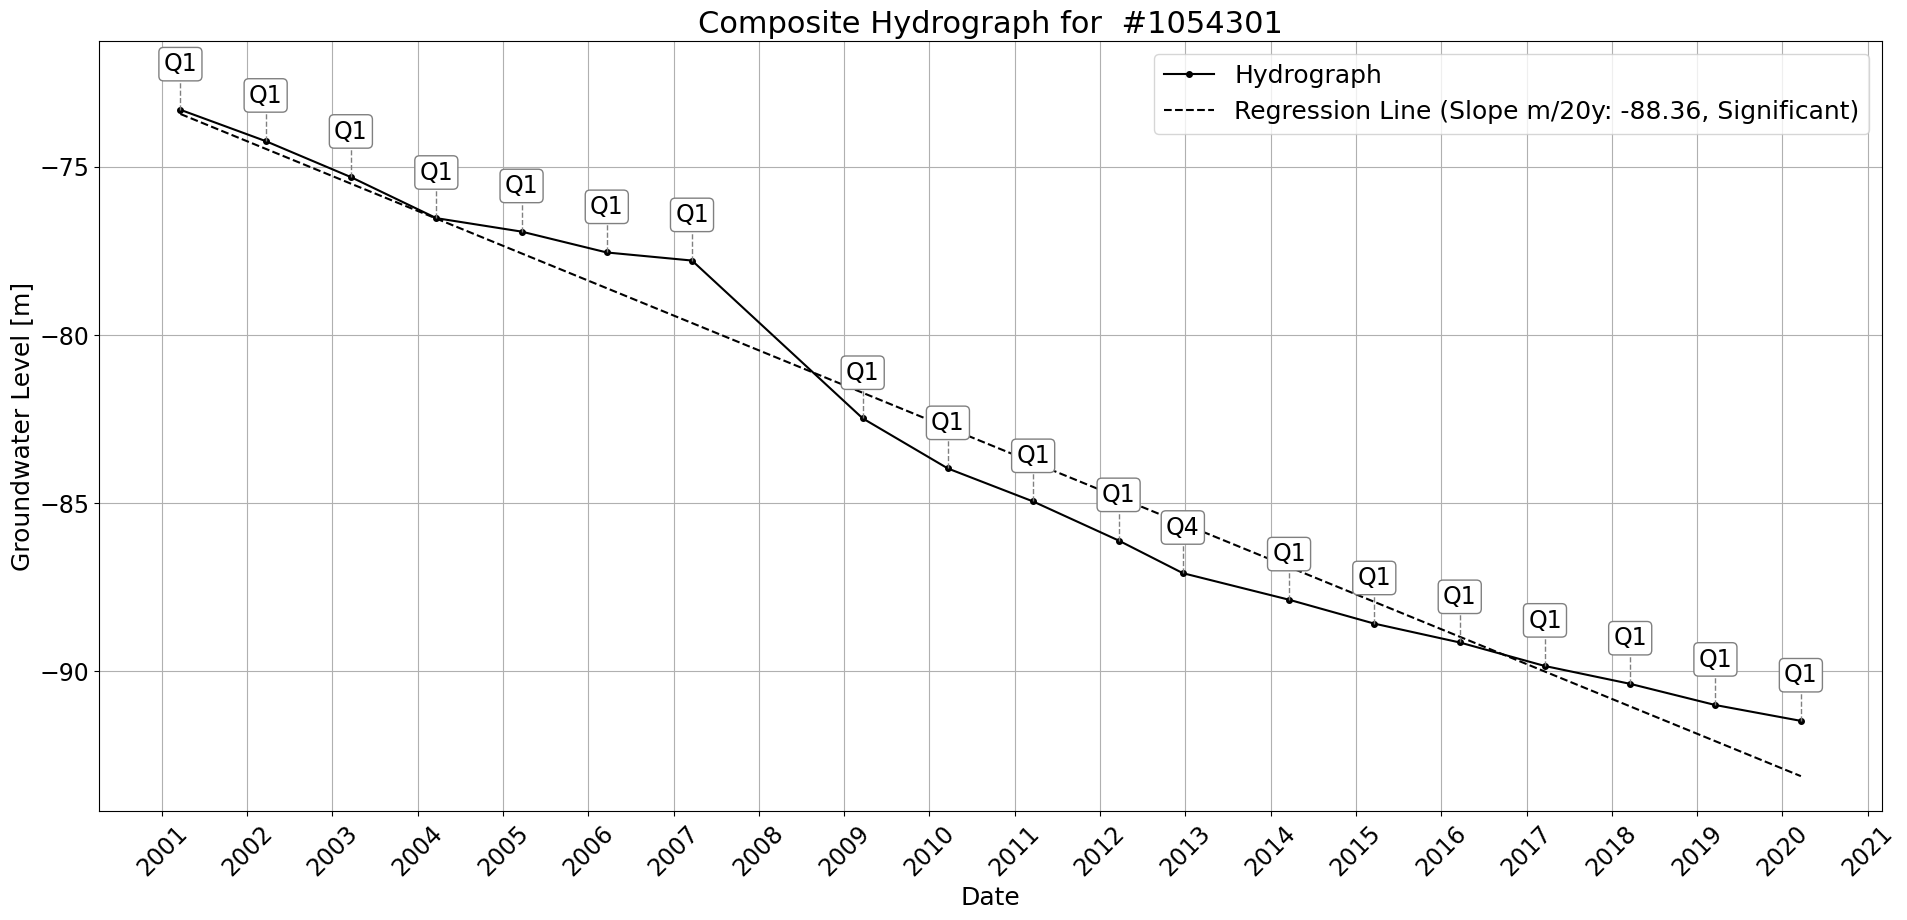 Composite Hydrograph for  #1054301
Hydrograph
Regression Line (Slope m/20y: -88.36, Significant)
Q1
Q1
Q1
Q1
Q1
Q1
Q1
Q1
Q1
Q1
Q1
Q4
Q1
Q1
Q1
Q1
Q1
Q1
Q1
Groundwater Level [m]
−75
−80
−85
−90
2001
2002
2003
2004
2005
2006
2007
2008
2009
2010
2011
2012
2013
2014
2015
2016
2017
2018
2019
2020
2021
Date